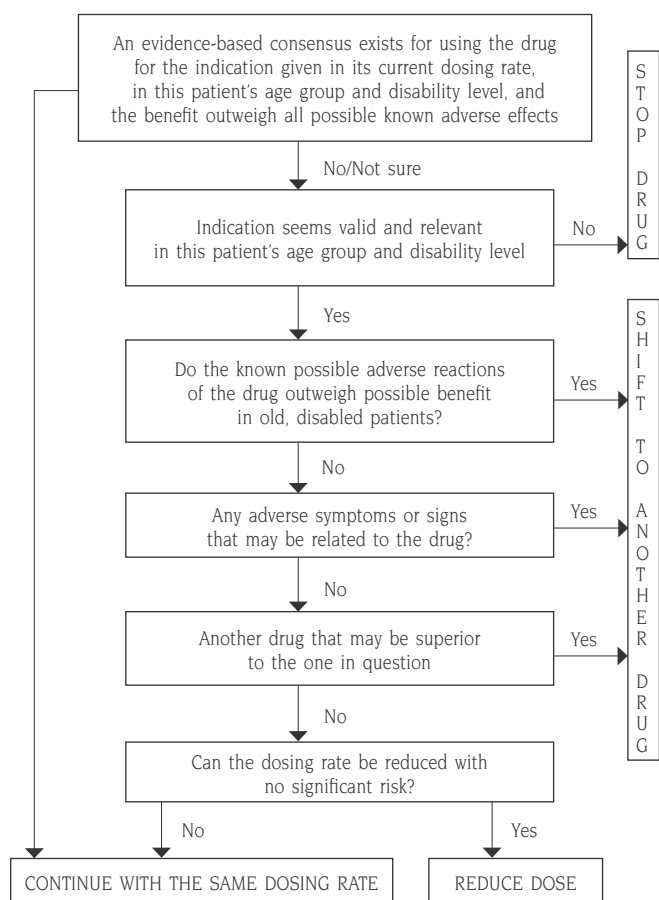 An evidence-based consensus exists for using the drug
for the indication given in its current dosing rate,
in this patient's age group and disability level, and
the benefit outweigh all possible known adverse effects
STOP DRUG
No/Not sure
Indication seems valid and relevant
in this patient's age group and disability level
No
Yes
SHIFT TO ANOTHER DRUG
Do the known possible adverse reactions
of the drug outweigh possible benefit
in old, disabled patients?
Yes
No
Any adverse symptoms or signs
that may be related to the drug?
Yes
No
Another drug that may be superior
to the one in question
Yes
No
Can the dosing rate be reduced with
no significant risk?
No
Yes
CONTINUE WITH THE SAME DOSING RATE
REDUCE DOSE